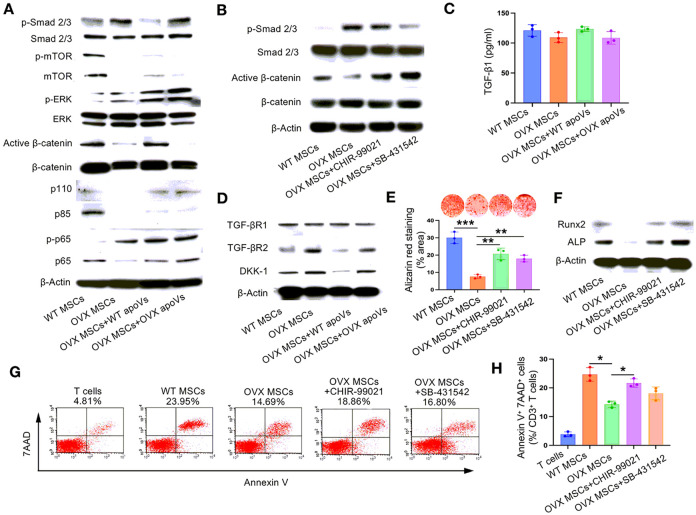 A
p-Smad 2/3
Smad 2/3
p-mTOR
mTOR
p-ERK
ERK
Active β-catenin
β-catenin
p110
p85
p-p65
p65
β-Actin
WT MSCs
OVX MSCs
OVX MSCs+WT apoVs
OVX MSCs+OVX apoVs
B
p-Smad 2/3
Smad 2/3
Active β-catenin
β-catenin
β-Actin
WT MSCs
OVX MSCs
OVX MSCs+CHIR-99021
OVX MSCs+SB-431542
C
TGF-β1 (pg/ml)
150
100
50
0
WT MSCs
OVX MSCs
OVX MSCs+WT apoVs
OVX MSCs+OVX apoVs
D
TGF-βR1
TGF-βR2
DKK-1
β-Actin
WT MSCs
OVX MSCs
OVX MSCs+WT apoVs
OVX MSCs+OVX apoVs
E
Alizarin red staining
(% area)
40
30
20
10
0
***
**
**
WT MSCs
OVX MSCs
OVX MSCs+CHIR-99021
OVX MSCs+SB-431542
F
Runx2
ALP
β-Actin
WT MSCs
OVX MSCs
OVX MSCs+CHIR-99021
OVX MSCs+SB-431542
G
T cells
4.81%
WT MSCs
23.95%
OVX MSCs
14.69%
OVX MSCs
+CHIR-99021
18.86%
OVX MSCs
+SB-431542
16.80%
7AAD
Annexin V
H
Annexin V⁺ 7AAD⁺ cells
(%/ CD3⁺ T cells)
30
20
10
0
*
*
T cells
WT MSCs
OVX MSCs
OVX MSCs+CHIR-99021
OVX MSCs+SB-431542